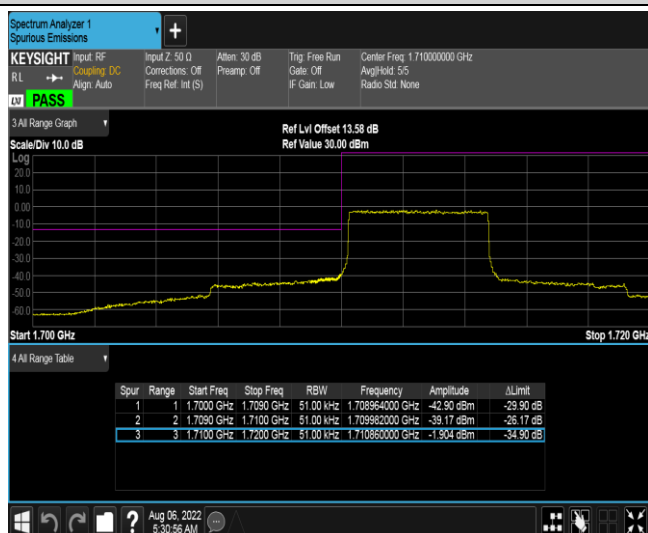 Spectrum Analyzer 1
Spurious Emissions
+
KEYSIGHT Input: RF Input Z: 50 Ω Atten: 30 dB Trig: Free Run Center Freq: 1.710000000 GHz
RL Coupling: DC Corrections: Off Preamp: Off Gate: Off Avg|Hold: 5/5
Align: Auto Freq Ref: Int (S) IF Gain: Low Radio Std: None
LXI PASS
3 All Range Graph
Ref Lvl Offset 13.58 dB
Scale/Div 10.0 dB Ref Value 30.00 dBm
Log
20.0
10.0
0.00
-10.0
-20.0
-30.0
-40.0
-50.0
-60.0
Start 1.700 GHz Stop 1.720 GHz
4 All Range Table
Spur Range Start Freq Stop Freq RBW Frequency Amplitude ΔLimit
1 1 1.7000 GHz 1.7090 GHz 51.00 kHz 1.708964000 GHz -42.90 dBm -29.90 dB
2 2 1.7090 GHz 1.7100 GHz 51.00 kHz 1.709982000 GHz -39.17 dBm -26.17 dB
3 3 1.7100 GHz 1.7200 GHz 51.00 kHz 1.710860000 GHz -1.904 dBm -34.90 dB
? Aug 06, 2022
5:30:56 AM